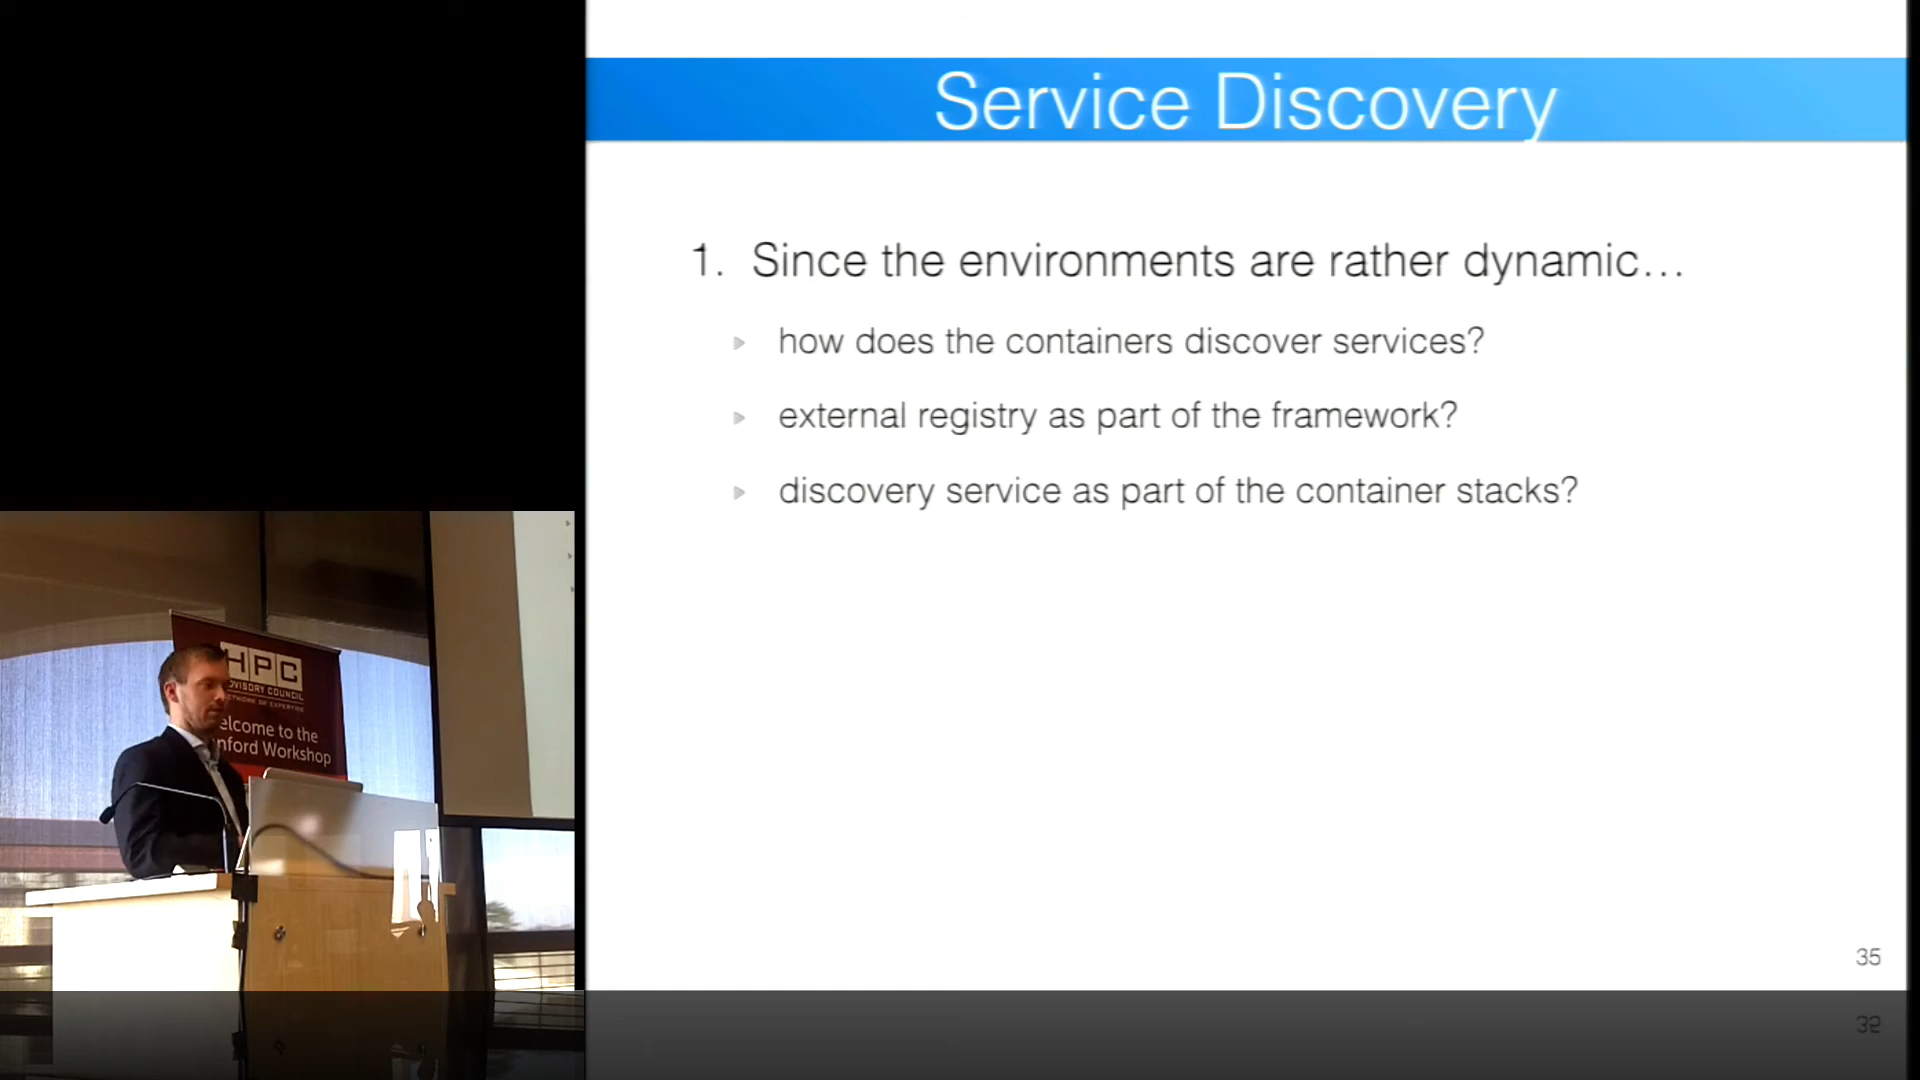 Service Discovery
1. Since the environments are rather dynamic...
how does the containers discover services?
external registry as part of the framework?
discovery service as part of the container stacks?
35
HPC
ADVISORY COUNCIL
NETWORK OF EXPERTISE
elcome to the
nford Workshop